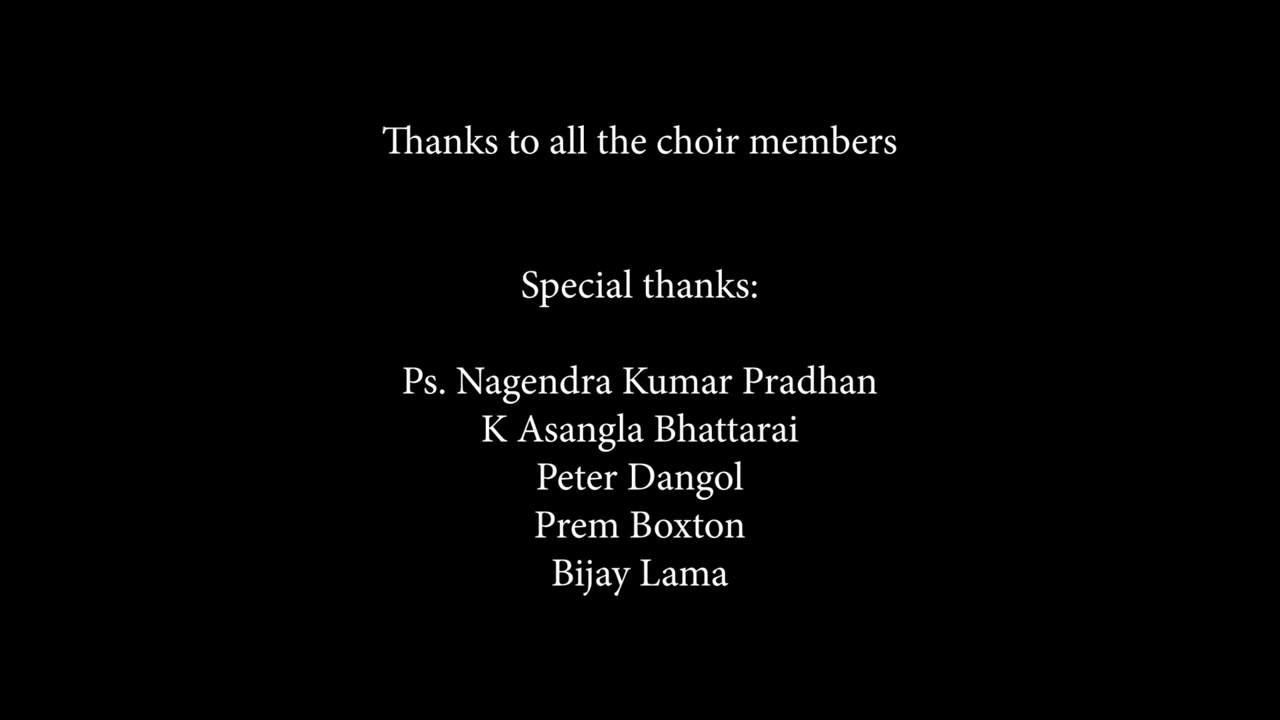 Thanks to all the choir members
Special thanks:
Ps. Nagendra Kumar Pradhan
K Asangla Bhattarai
Peter Dangol
Prem Boxton
Bijay Lama